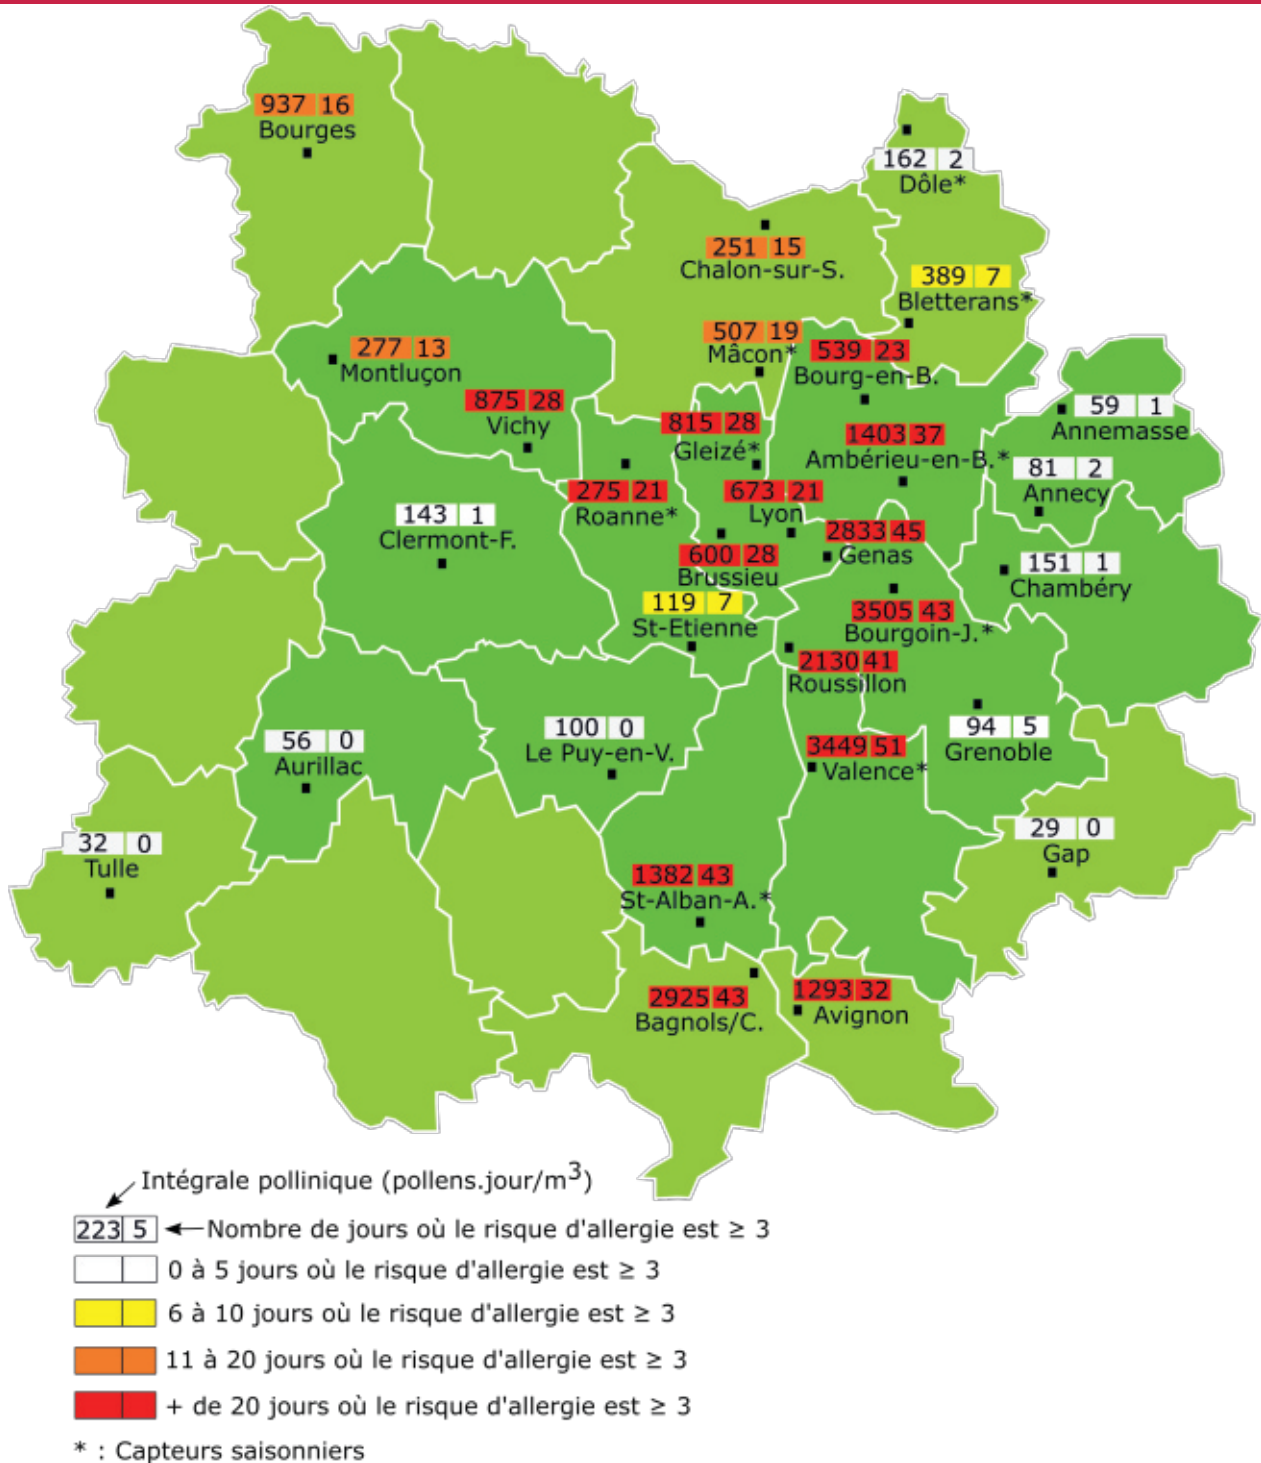 937 16
Bourges
162 2
Dôle*
251 15
Chalon-sur-S.
389 7
Bletterans*
507 19
Mâcon*
277 13
Montluçon
539 23
Bourg-en-B.
875 28
Vichy
815 28
Gleizé*
1403 37
Ambérieu-en-B.*
59 1
Annemasse
81 2
Annecy
275 21
Roanne*
673 21
Lyon
143 1
Clermont-F.
2833 45
Genas
600 28
Brussieu
151 1
Chambéry
119 7
St-Etienne
3505 43
Bourgoin-J.*
2130 41
Roussillon
100 0
Le Puy-en-V.
56 0
Aurillac
94 5
Grenoble
3449 51
Valence*
32 0
Tulle
29 0
Gap
1382 43
St-Alban-A.*
2925 43
Bagnols/C.
1293 32
Avignon
Intégrale pollinique (pollens.jour/m³)
223 5 Nombre de jours où le risque d'allergie est ≥ 3
0 à 5 jours où le risque d'allergie est ≥ 3
6 à 10 jours où le risque d'allergie est ≥ 3
11 à 20 jours où le risque d'allergie est ≥ 3
+ de 20 jours où le risque d'allergie est ≥ 3
* : Capteurs saisonniers